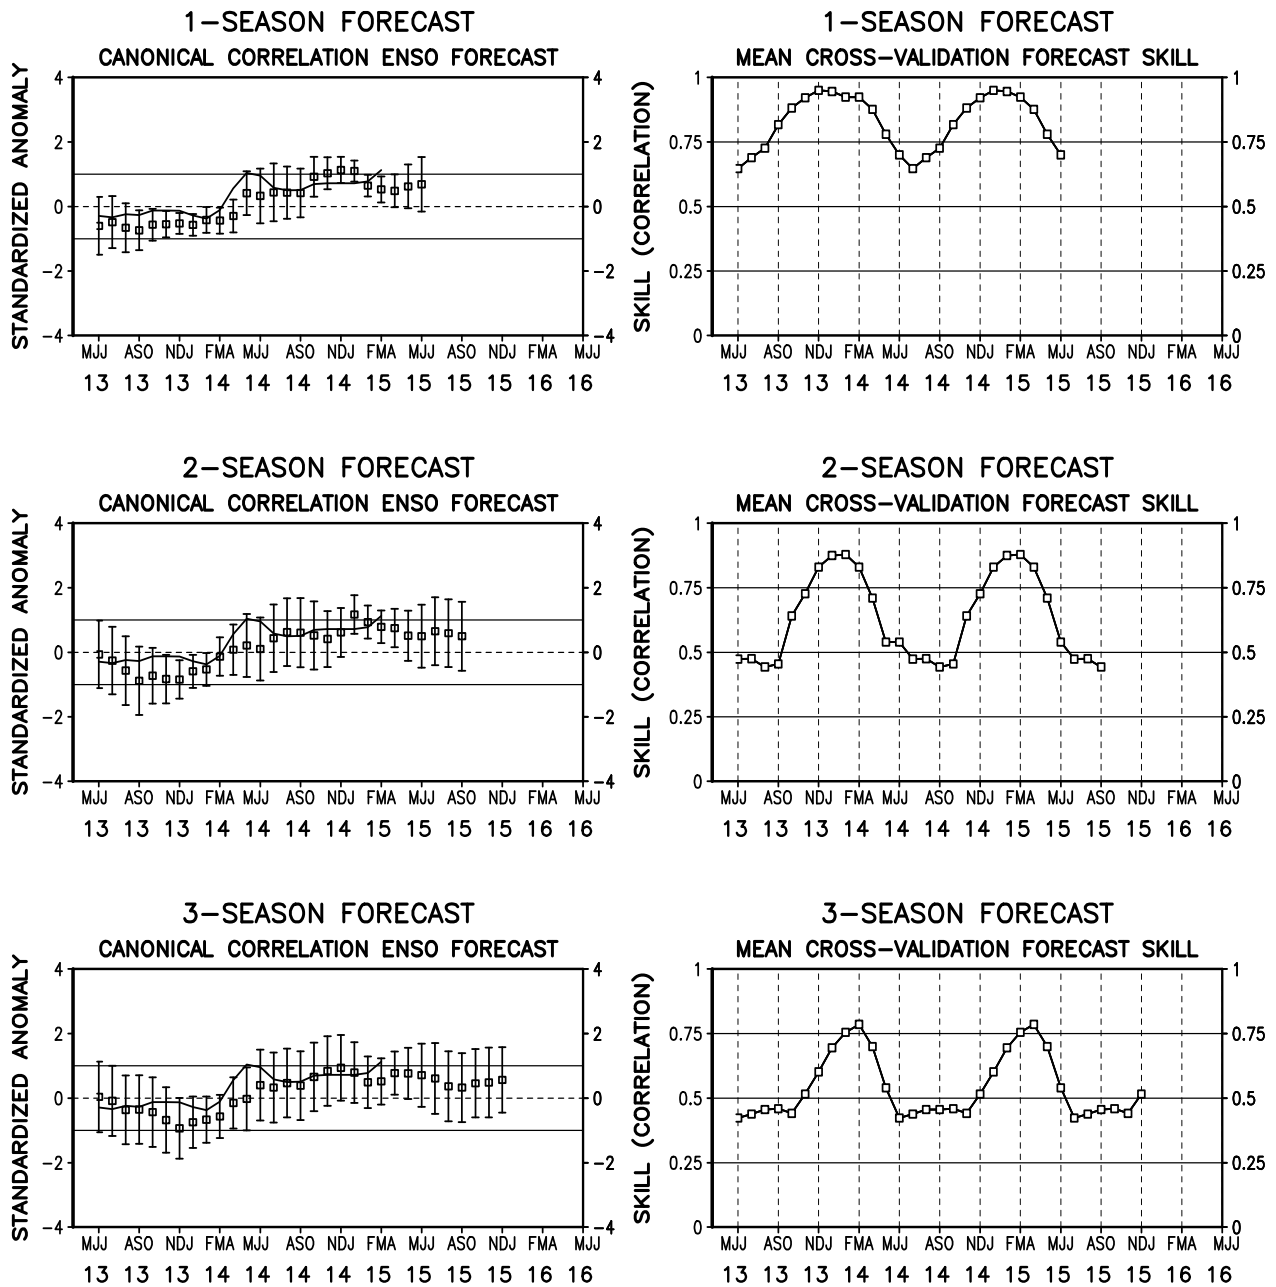 1-SEASON FORECAST
CANONICAL CORRELATION ENSO FORECAST
STANDARDIZED ANOMALY
4
2
0
-2
-4
4
2
0
-2
-4
MJJ ASO NDJ FMA MJJ ASO NDJ FMA MJJ ASO NDJ FMA MJJ
13 13 13 14 14 14 14 15 15 15 15 16 16
1-SEASON FORECAST
MEAN CROSS-VALIDATION FORECAST SKILL
SKILL (CORRELATION)
1
0.75
0.5
0.25
0
1
0.75
0.5
0.25
0
MJJ ASO NDJ FMA MJJ ASO NDJ FMA MJJ ASO NDJ FMA MJJ
13 13 13 14 14 14 14 15 15 15 15 16 16
2-SEASON FORECAST
CANONICAL CORRELATION ENSO FORECAST
STANDARDIZED ANOMALY
4
2
0
-2
-4
4
2
0
-2
-4
MJJ ASO NDJ FMA MJJ ASO NDJ FMA MJJ ASO NDJ FMA MJJ
13 13 13 14 14 14 14 15 15 15 15 16 16
2-SEASON FORECAST
MEAN CROSS-VALIDATION FORECAST SKILL
SKILL (CORRELATION)
1
0.75
0.5
0.25
0
1
0.75
0.5
0.25
0
MJJ ASO NDJ FMA MJJ ASO NDJ FMA MJJ ASO NDJ FMA MJJ
13 13 13 14 14 14 14 15 15 15 15 16 16
3-SEASON FORECAST
CANONICAL CORRELATION ENSO FORECAST
STANDARDIZED ANOMALY
4
2
0
-2
-4
4
2
0
-2
-4
MJJ ASO NDJ FMA MJJ ASO NDJ FMA MJJ ASO NDJ FMA MJJ
13 13 13 14 14 14 14 15 15 15 15 16 16
3-SEASON FORECAST
MEAN CROSS-VALIDATION FORECAST SKILL
SKILL (CORRELATION)
1
0.75
0.5
0.25
0
1
0.75
0.5
0.25
0
MJJ ASO NDJ FMA MJJ ASO NDJ FMA MJJ ASO NDJ FMA MJJ
13 13 13 14 14 14 14 15 15 15 15 16 16